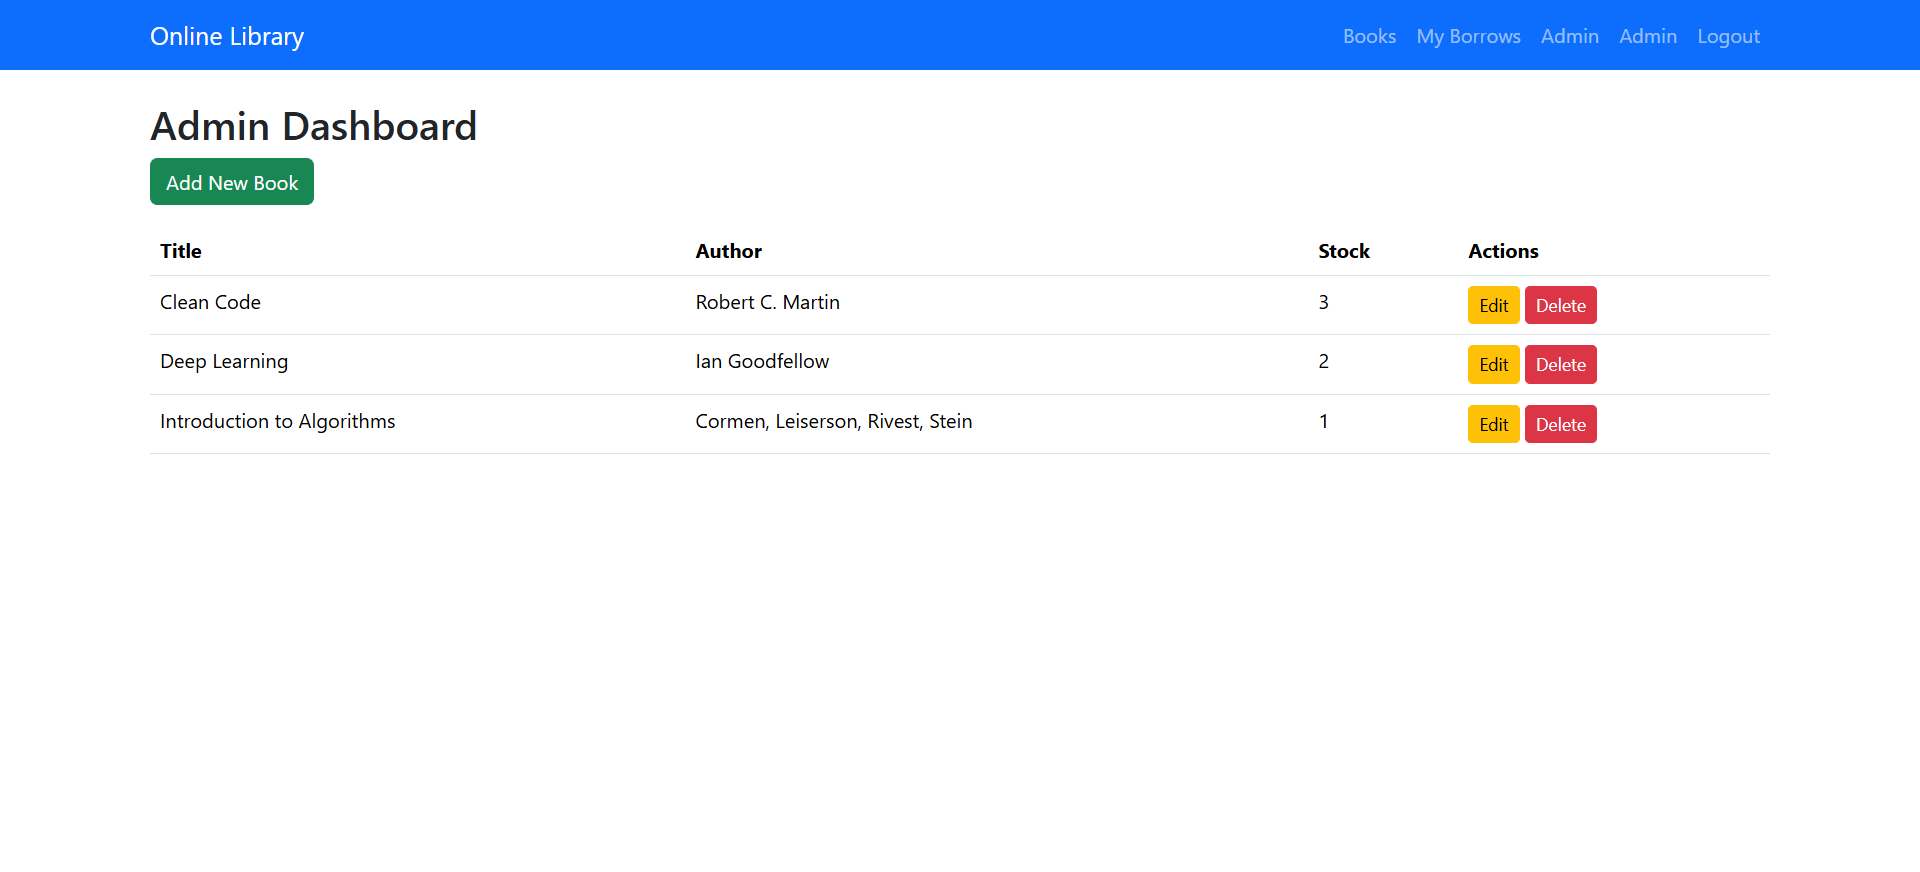 Online Library Books My Borrows Admin Admin Logout
Admin Dashboard
Add New Book
Title Author Stock Actions
Clean Code Robert C. Martin 3 Edit Delete
Deep Learning Ian Goodfellow 2 Edit Delete
Introduction to Algorithms Cormen, Leiserson, Rivest, Stein 1 Edit Delete